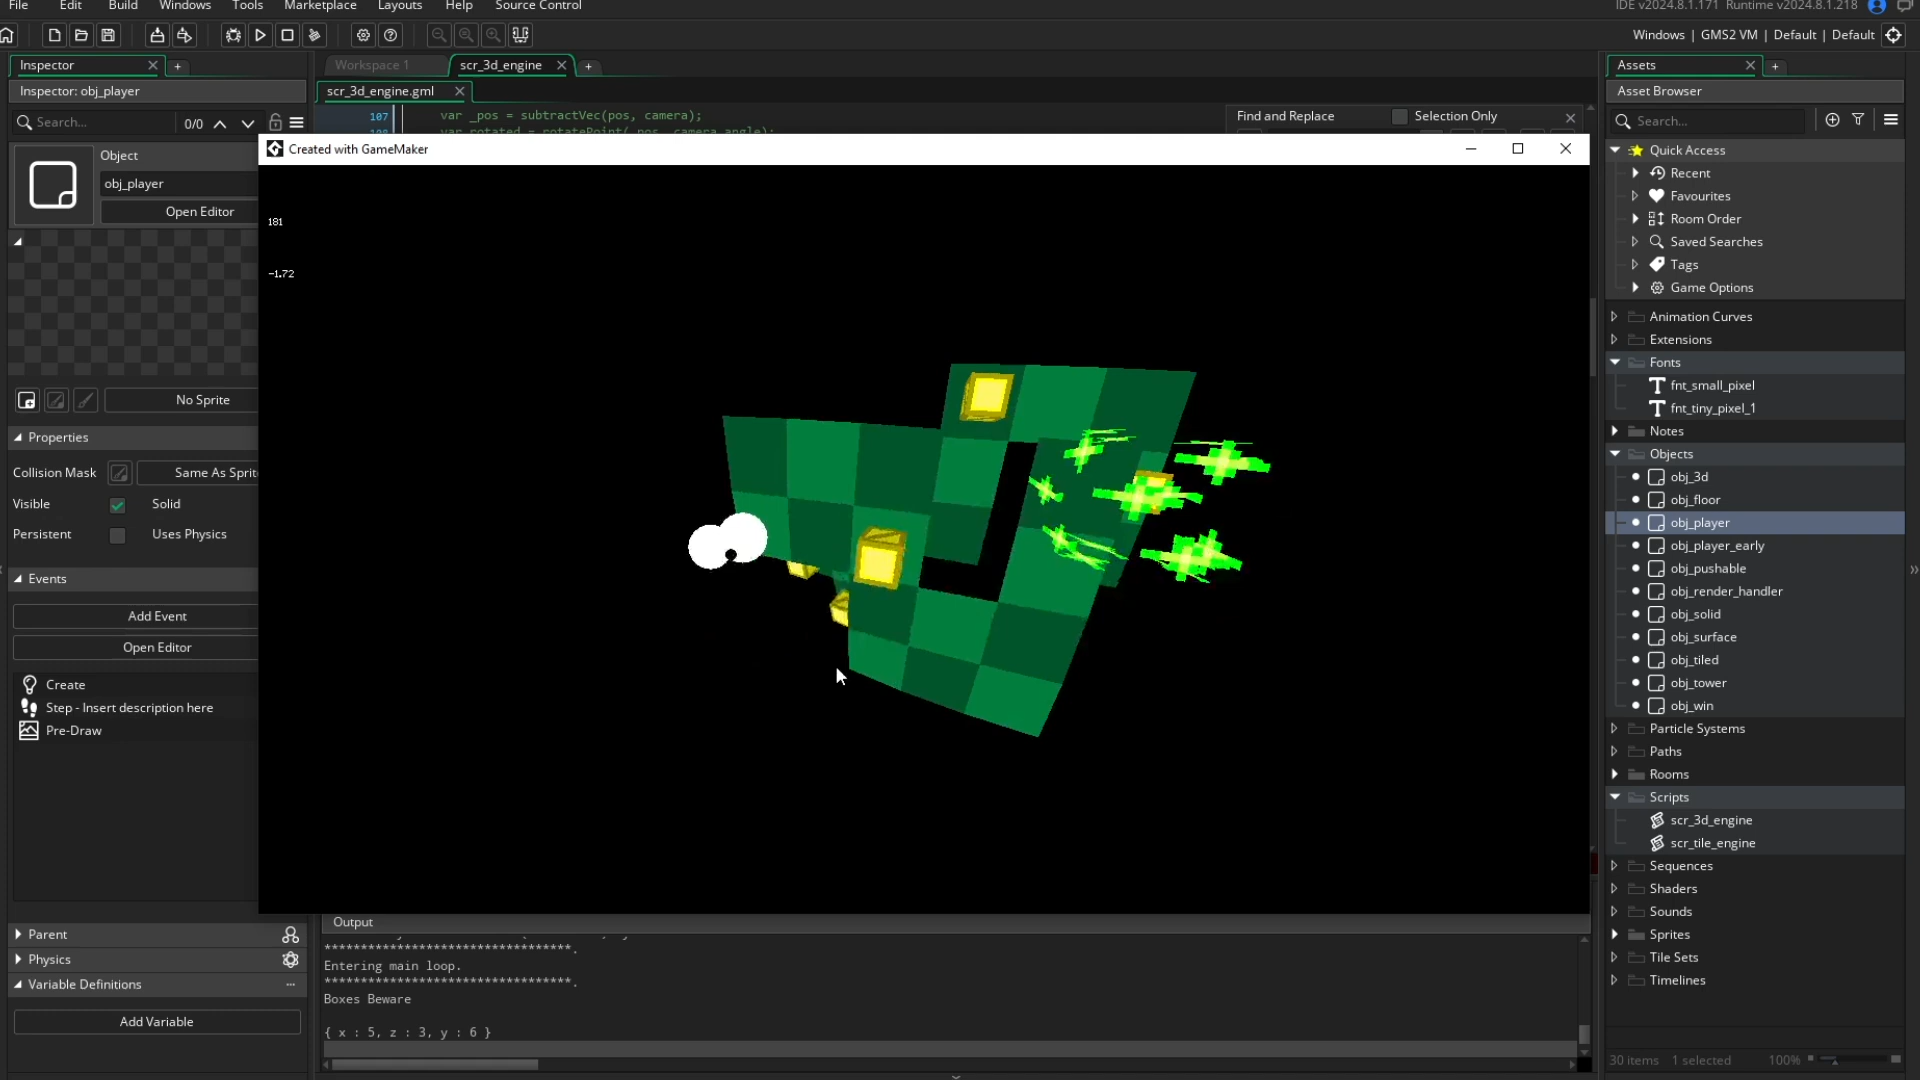 File Edit Build Windows Tools Marketplace Layouts Help Source Control
IDE v2024.8.1.171 Runtime v2024.8.1.218
Windows | GMS2 VM | Default | Default
Inspector
Inspector: obj_player
Search...
0/0
Object
obj_player
Open Editor
No Sprite
Properties
Collision Mask
Same As Sprit
Visible
Solid
Persistent
Uses Physics
Events
Add Event
Open Editor
Create
Step - Insert description here
Pre-Draw
Parent
Physics
Variable Definitions
Add Variable
Workspace 1
scr_3d_engine
scr_3d_engine.gml
107 var _pos = subtractVec(pos, camera);
Find and Replace
Selection Only
Created with GameMaker
181
-1.72
Output
***********************************.
Entering main loop.
***********************************.
Boxes Beware
{ x : 5, z : 3, y : 6 }
Assets
Asset Browser
Search...
Quick Access
Recent
Favourites
Room Order
Saved Searches
Tags
Game Options
Animation Curves
Extensions
Fonts
fnt_small_pixel
fnt_tiny_pixel_1
Notes
Objects
obj_3d
obj_floor
obj_player
obj_player_early
obj_pushable
obj_render_handler
obj_solid
obj_surface
obj_tiled
obj_tower
obj_win
Particle Systems
Paths
Rooms
Scripts
scr_3d_engine
scr_tile_engine
Sequences
Shaders
Sounds
Sprites
Tile Sets
Timelines
30 items 1 selected 100%